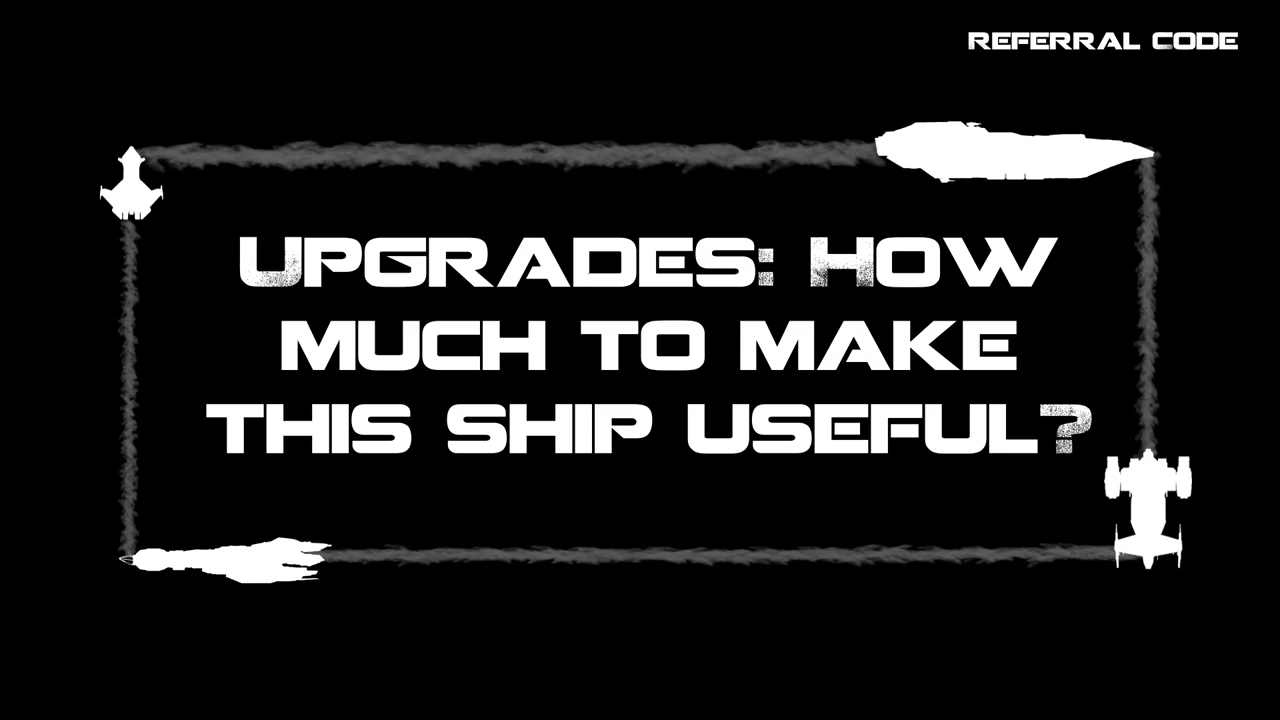 REFERRAL CODE
UPGRADES: HOW
MUCH TO MAKE
THIS SHIP USEFUL?